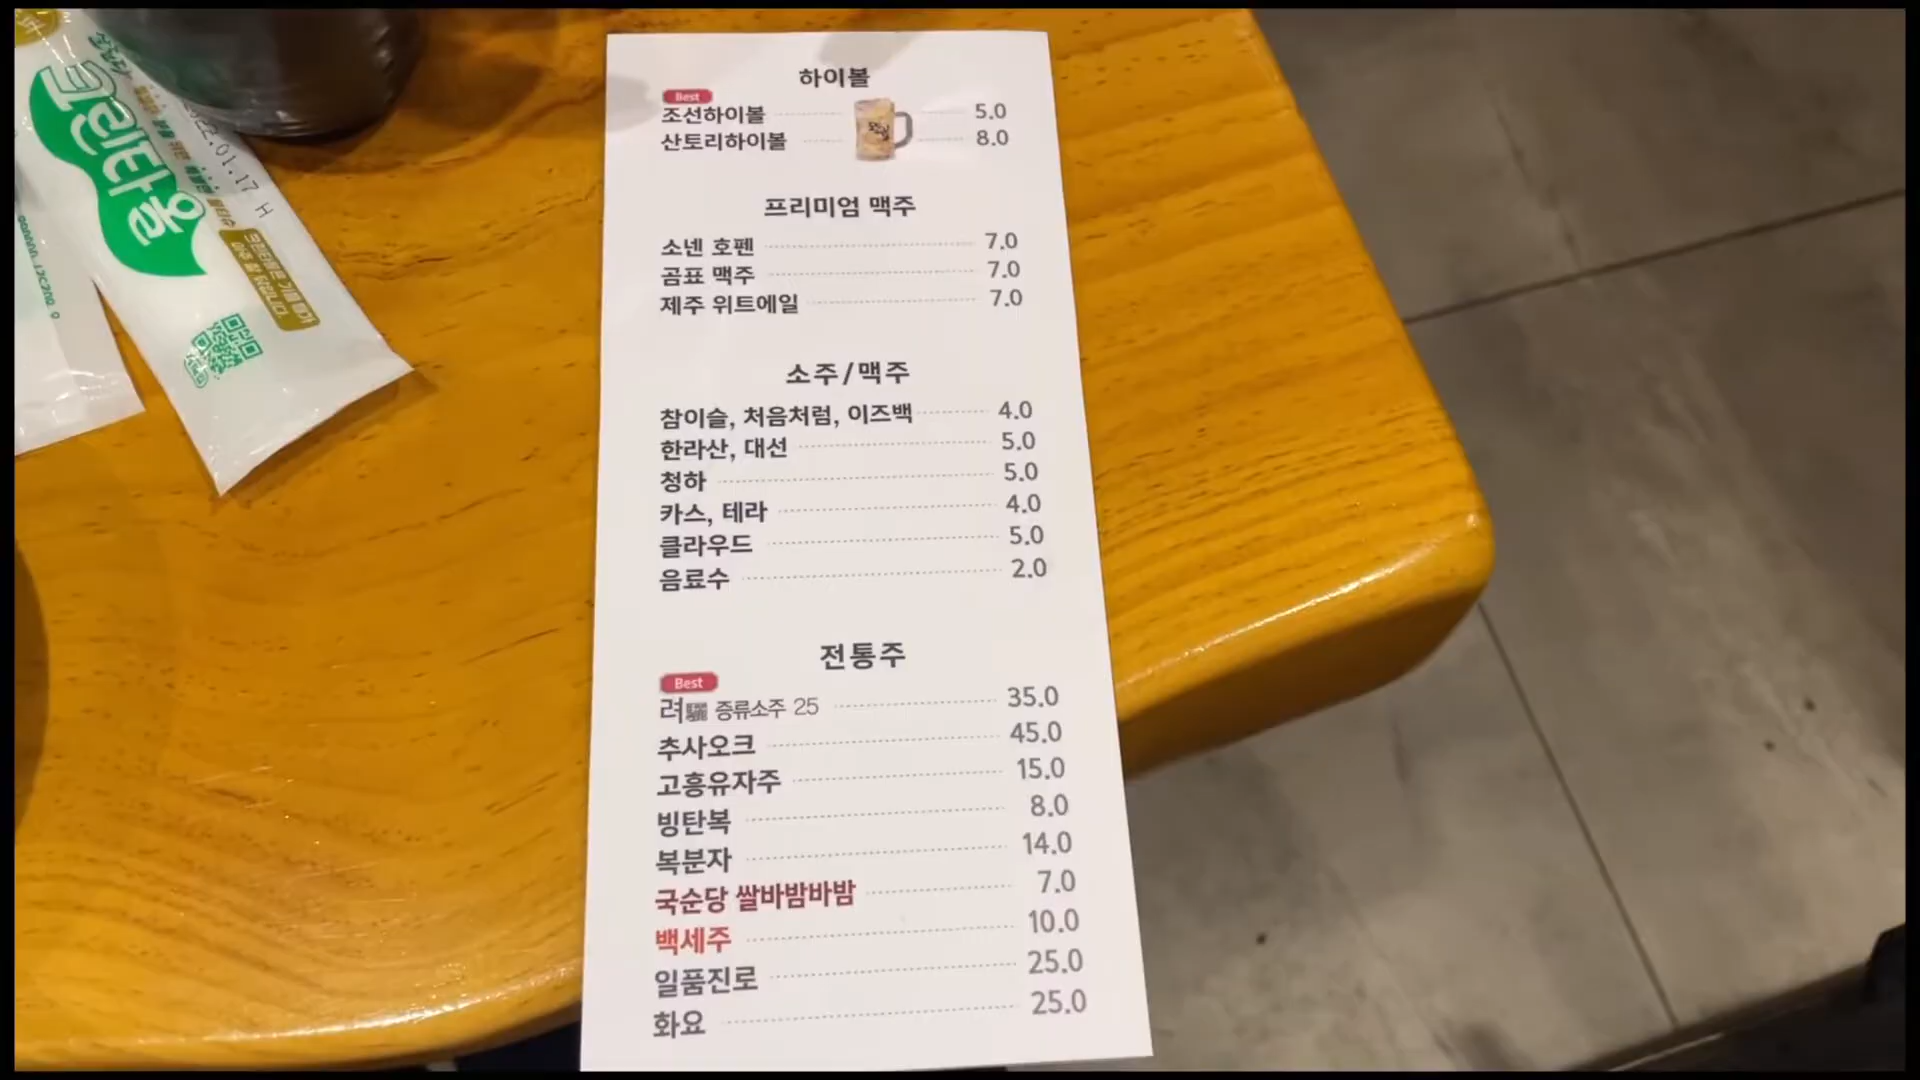 하이볼
Best
조선하이볼 5.0
산토리하이볼 8.0
프리미엄 맥주
소넨 호펜 7.0
곰표 맥주 7.0
제주 위트에일 7.0
소주/맥주
참이슬, 처음처럼, 이즈백 4.0
한라산, 대선 5.0
청하 5.0
카스, 테라 4.0
클라우드 5.0
음료수 2.0
전통주
Best
려驪 증류소주 25 35.0
추사오크 45.0
고흥유자주 15.0
빙탄복 8.0
복분자 14.0
국순당 쌀바밤바밤 7.0
백세주 10.0
일품진로 25.0
화요 25.0
크린타올
2022.01.17 H